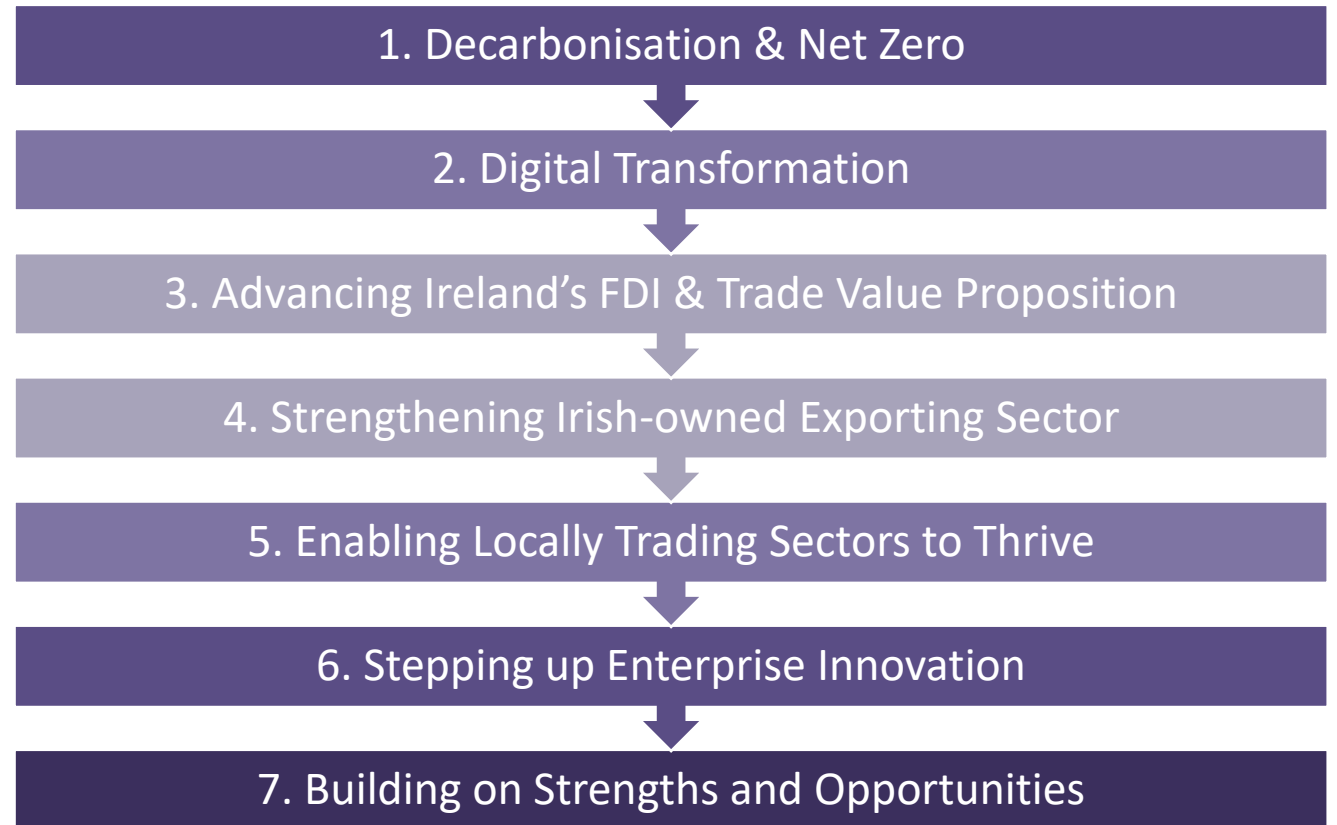 1. Decarbonisation & Net Zero
2. Digital Transformation
3. Advancing Ireland’s FDI & Trade Value Proposition
4. Strengthening Irish-owned Exporting Sector
5. Enabling Locally Trading Sectors to Thrive
6. Stepping up Enterprise Innovation
7. Building on Strengths and Opportunities